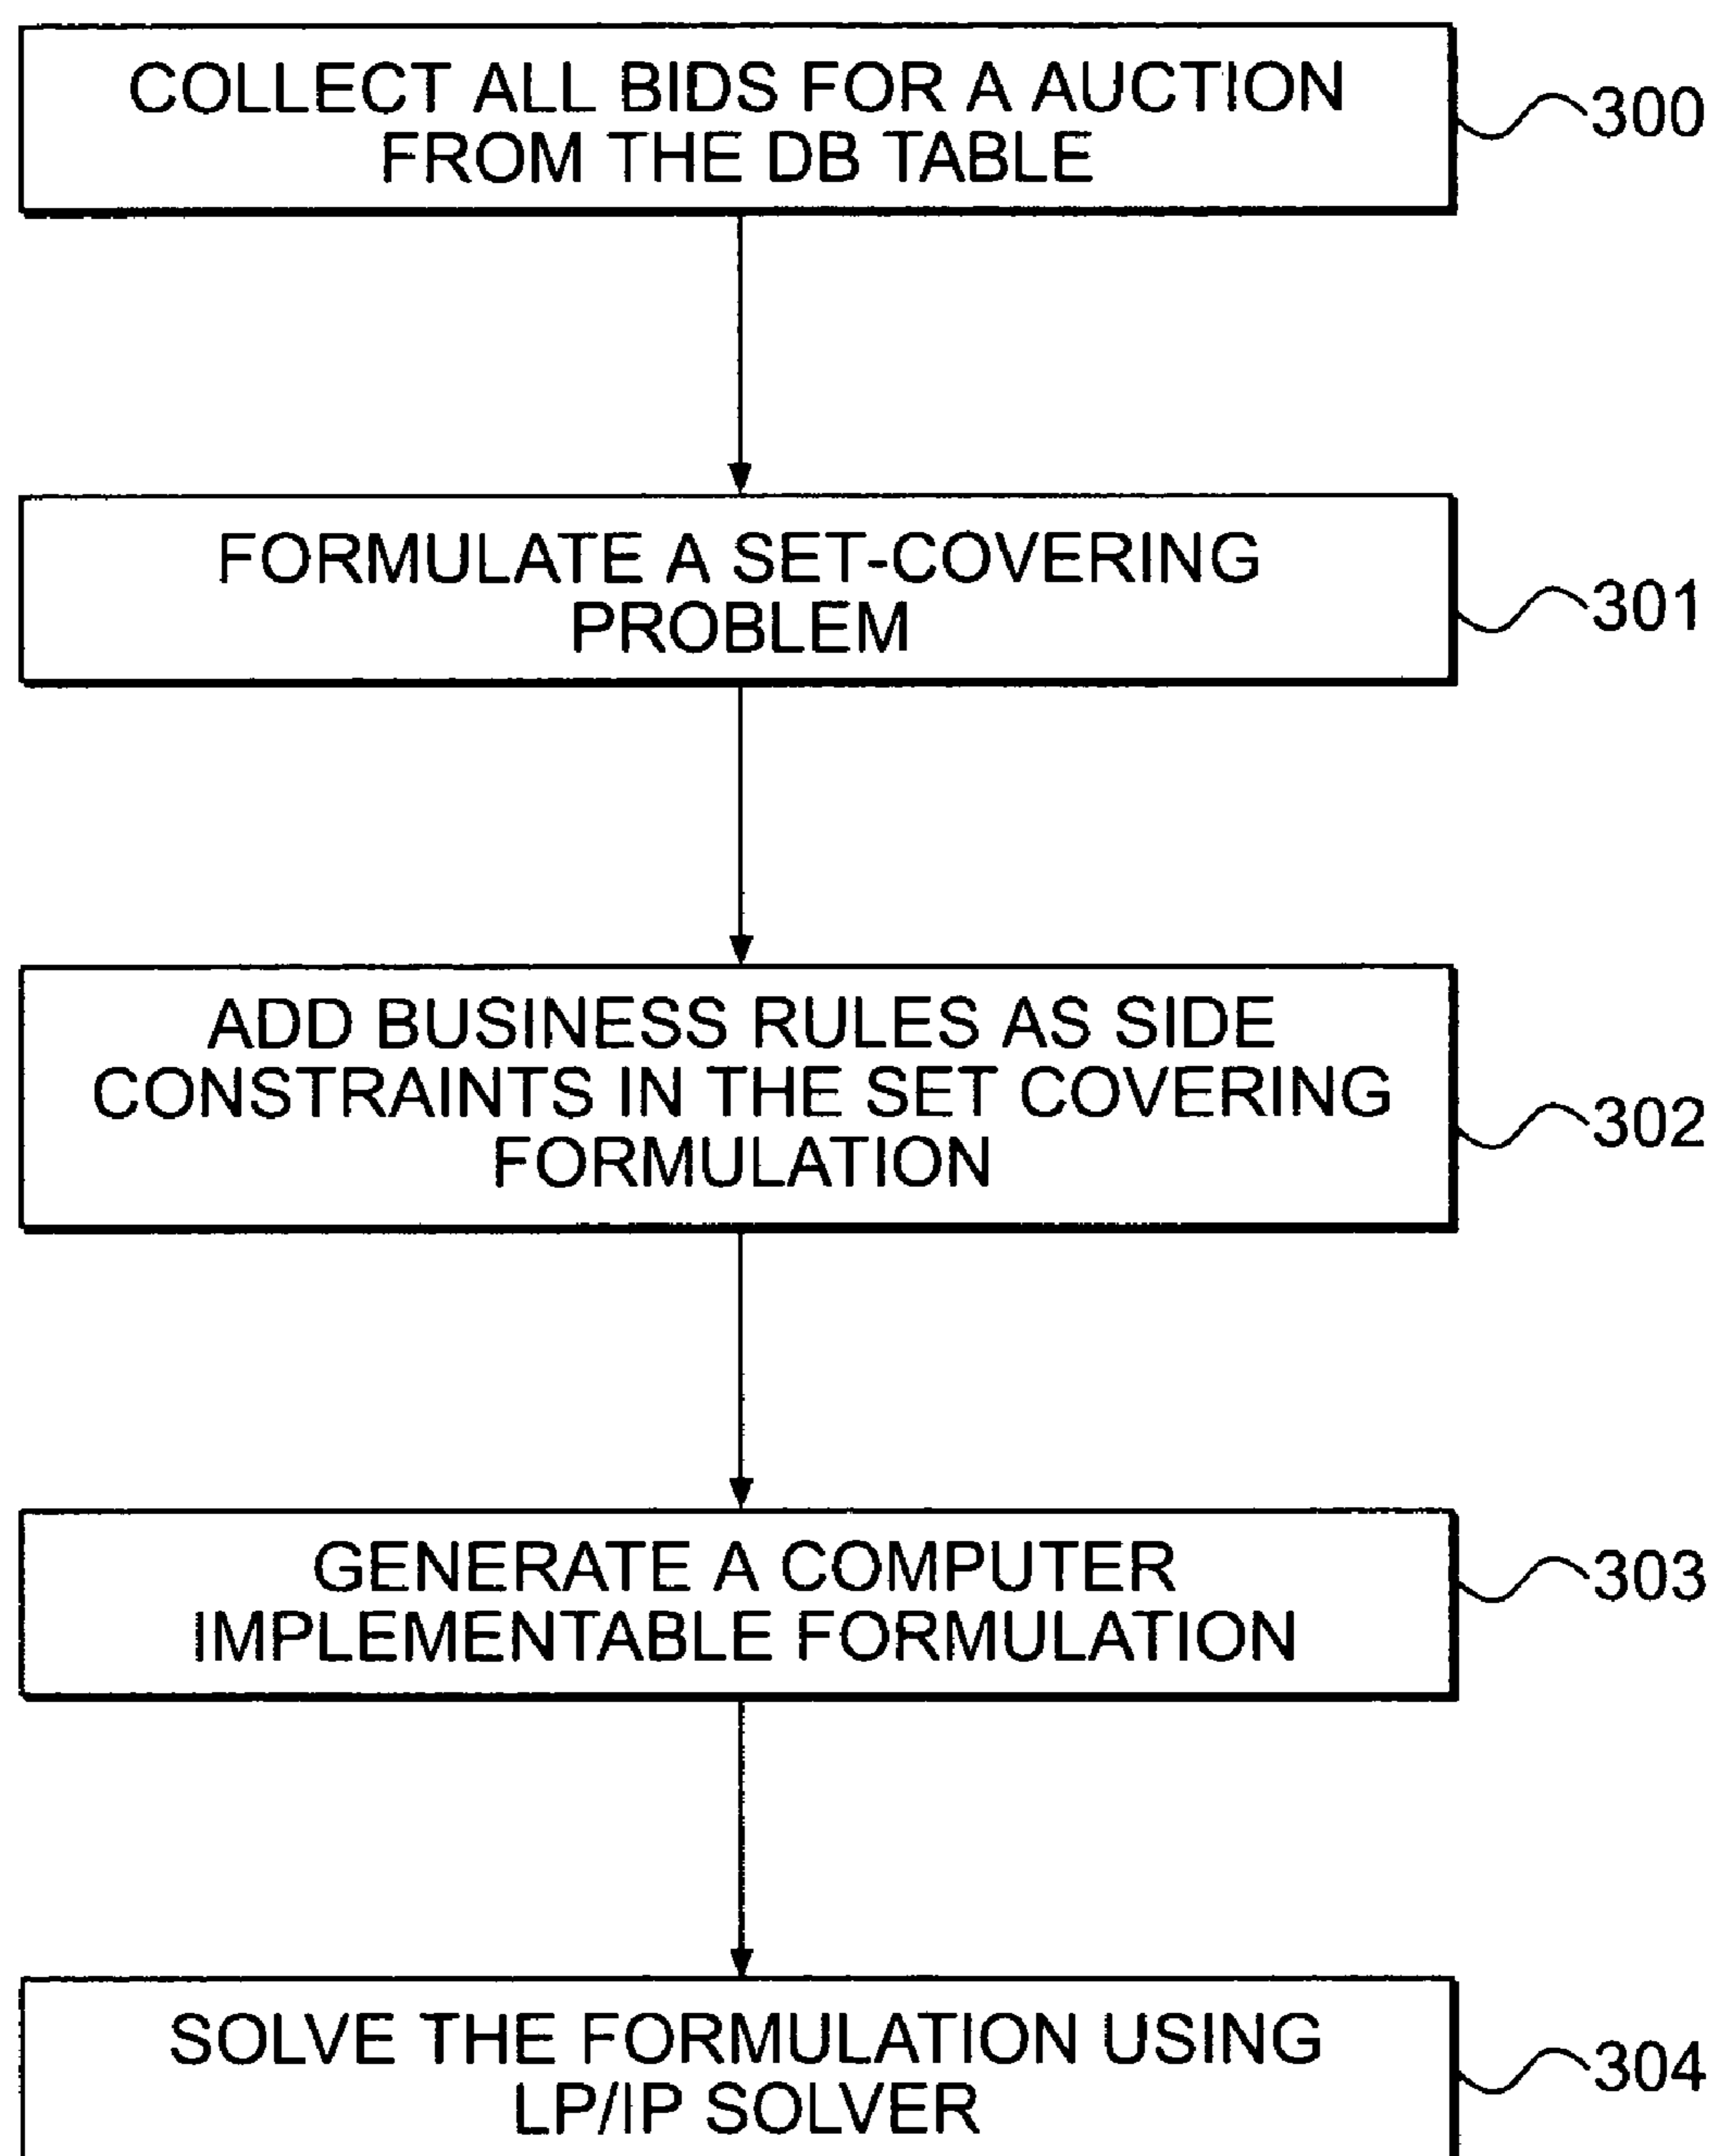 COLLECT ALL BIDS FOR A AUCTION
FROM THE DB TABLE
300
FORMULATE A SET-COVERING
PROBLEM
301
ADD BUSINESS RULES AS SIDE
CONSTRAINTS IN THE SET COVERING
FORMULATION
302
GENERATE A COMPUTER
IMPLEMENTABLE FORMULATION
303
SOLVE THE FORMULATION USING
LP/IP SOLVER
304